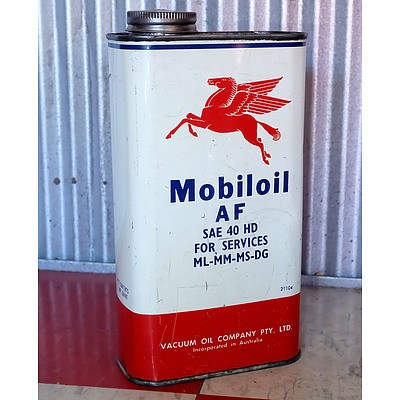 Mobiloil
AF
SAE 40 HD
FOR SERVICES
ML-MM-MS-DG
21104
VACUUM OIL COMPANY PTY. LTD.
Incorporated in Australia